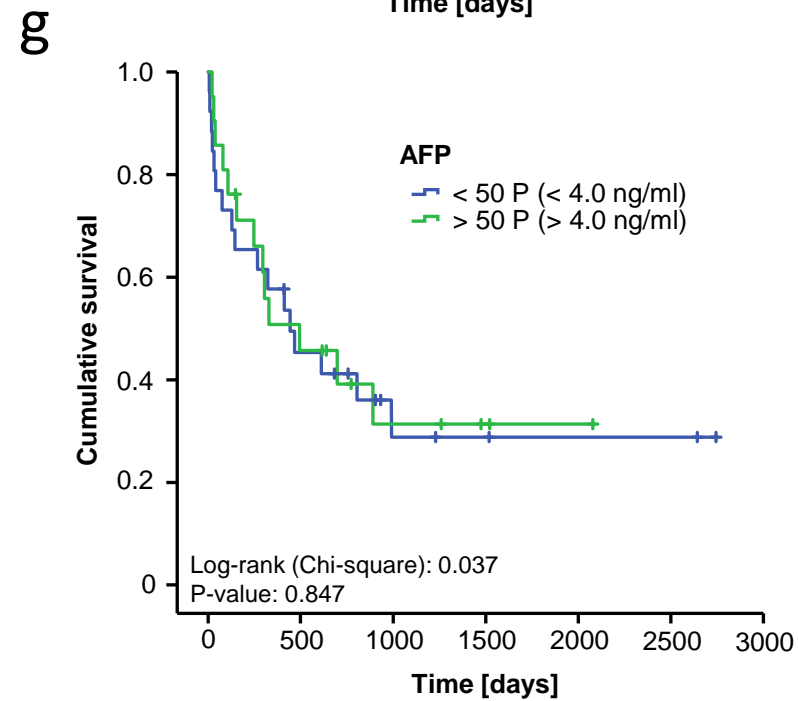 Time [days]
g
1.0
AFP
< 50 P (< 4.0 ng/ml)
> 50 P (> 4.0 ng/ml)
0.8
0.6
0.4
0.2
0
Cumulative survival
Log-rank (Chi-square): 0.037
P-value: 0.847
0 500 1000 1500 2000 2500 3000
Time [days]